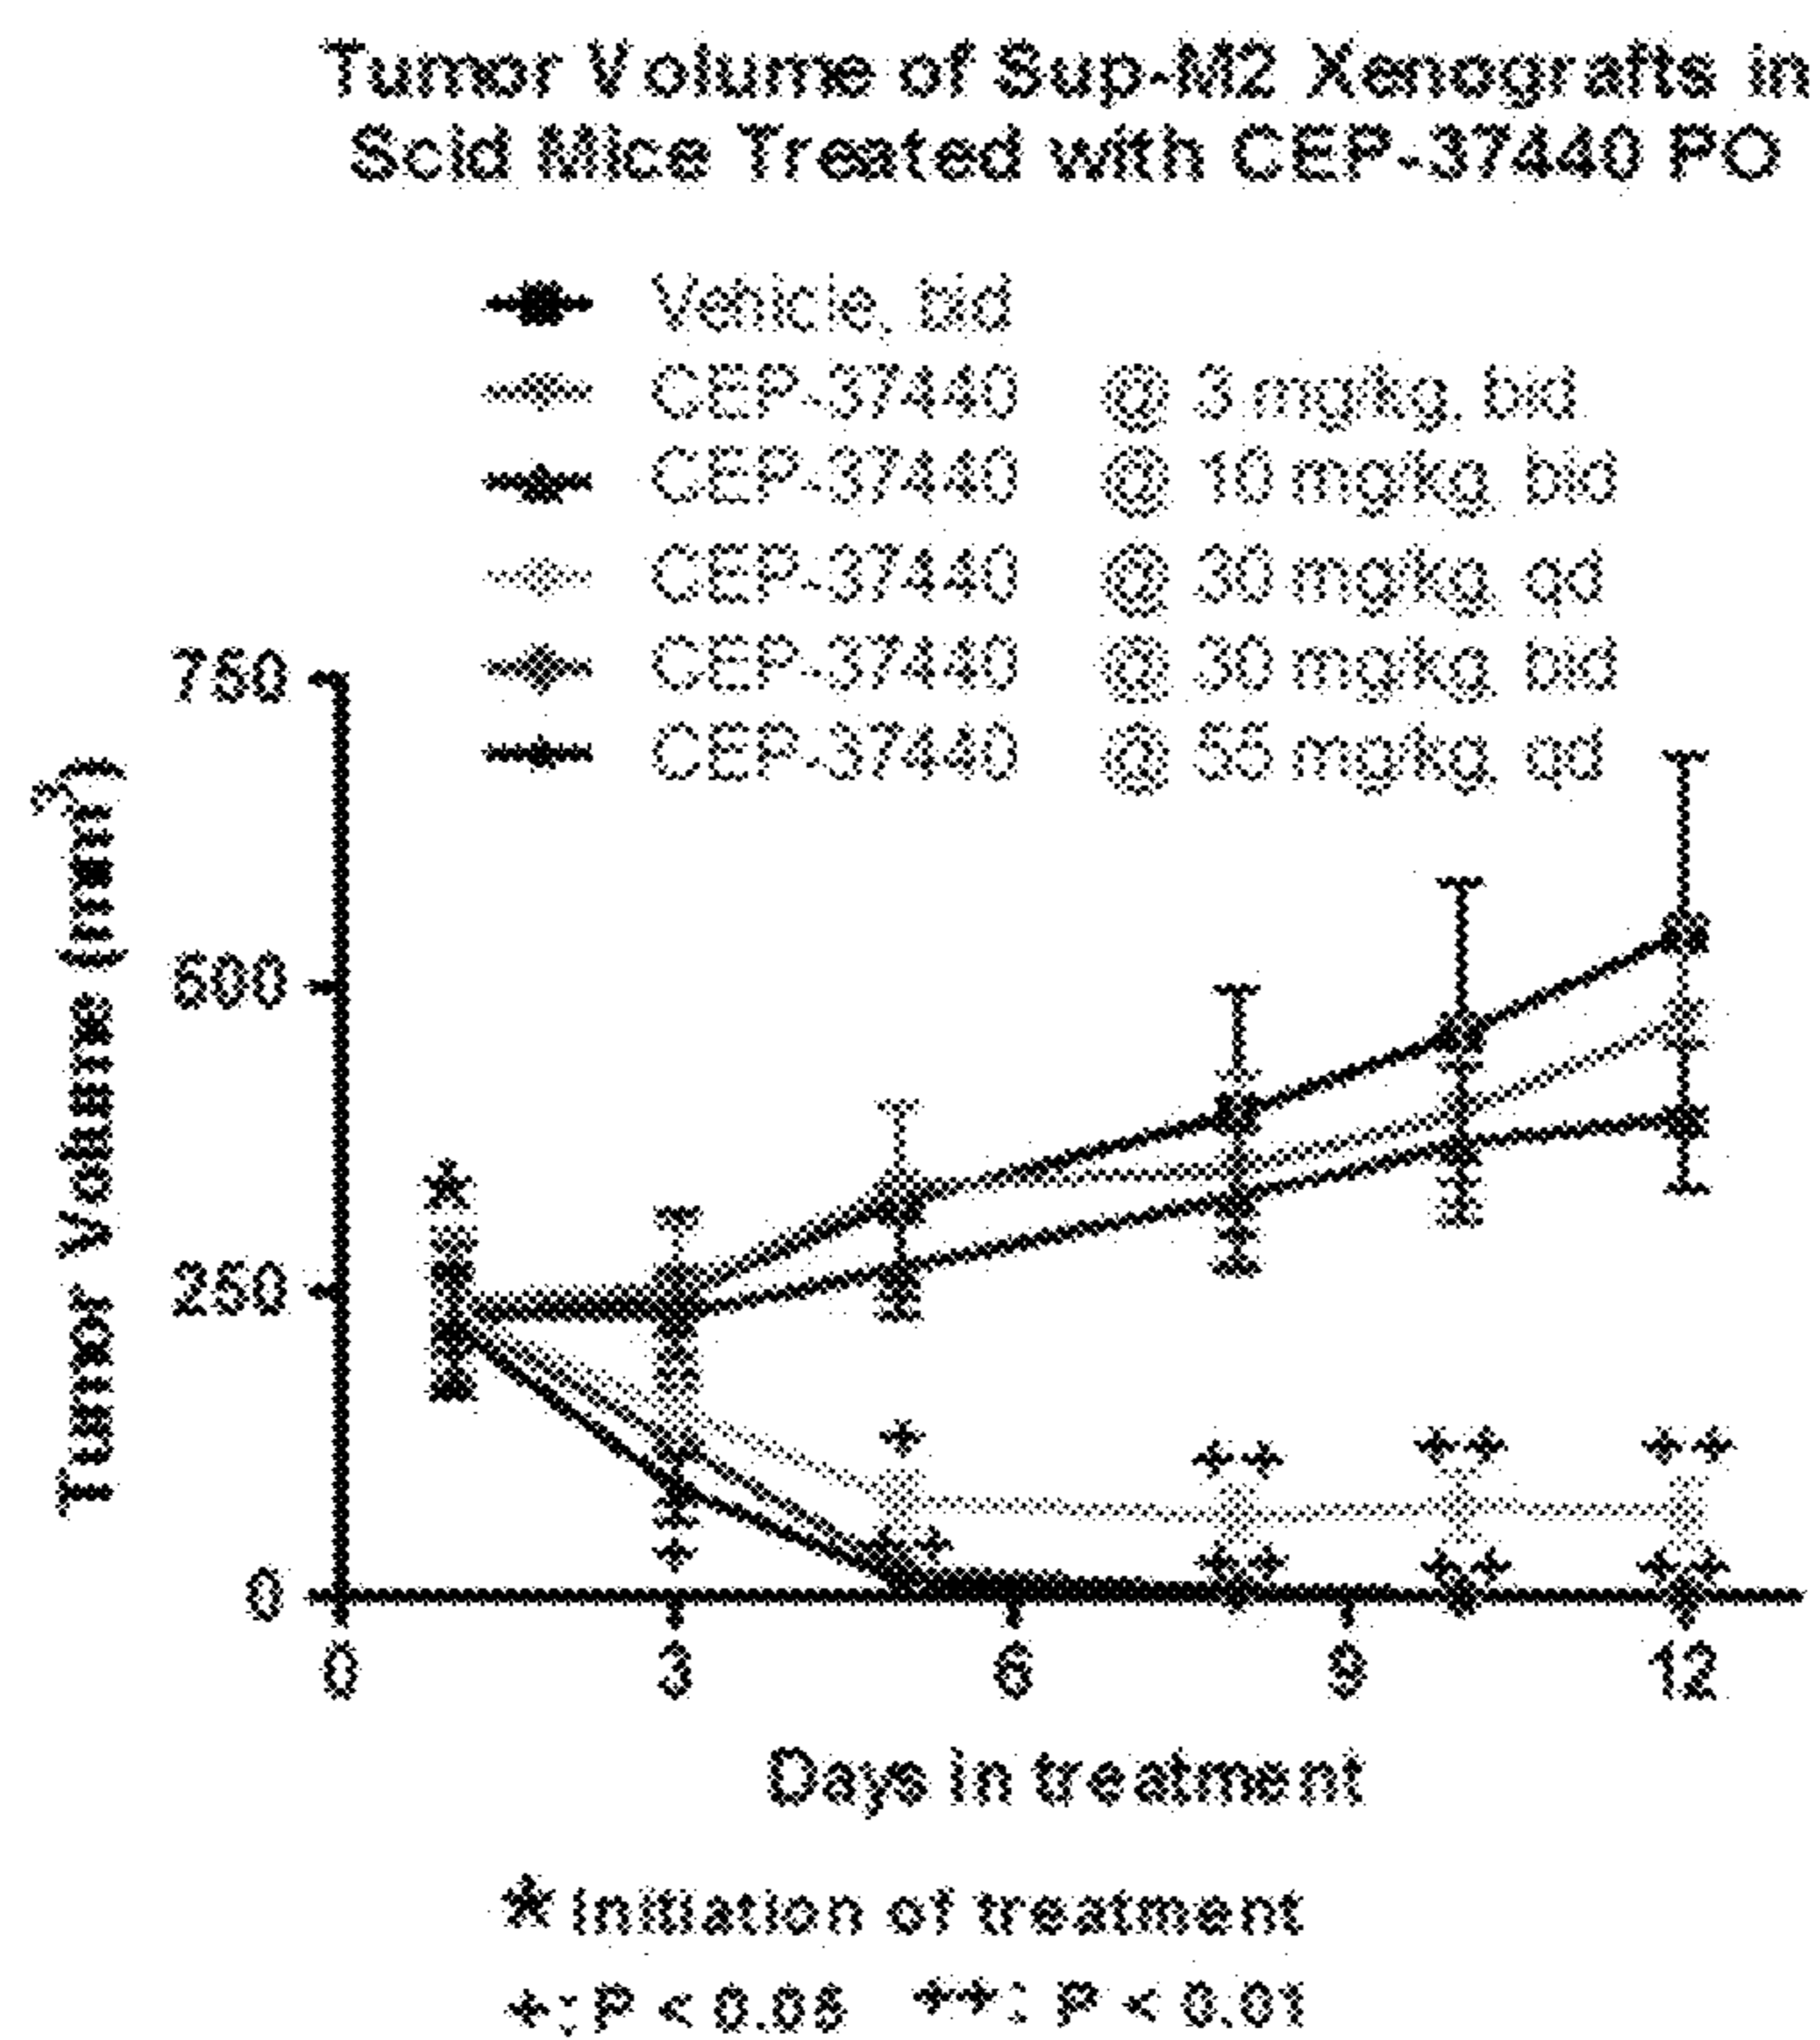 Tumor Volume of Sup-M2 Xenografts in
Scid Mice Treated with CEP-37440 PO
Vehicle, bid
CEP-37440 @ 3 mg/kg, bid
CEP-37440 @ 10 mg/kg, bid
CEP-37440 @ 30 mg/kg, qd
CEP-37440 @ 30 mg/kg, bid
CEP-37440 @ 55 mg/kg, qd
Tumor Volume (mm³)
750
500
250
0
*
+
+
++
++
++
++
++
++
++
0 3 6 9 12
Days in treatment
* Initiation of treatment
+: P < 0.05 ++: P < 0.01